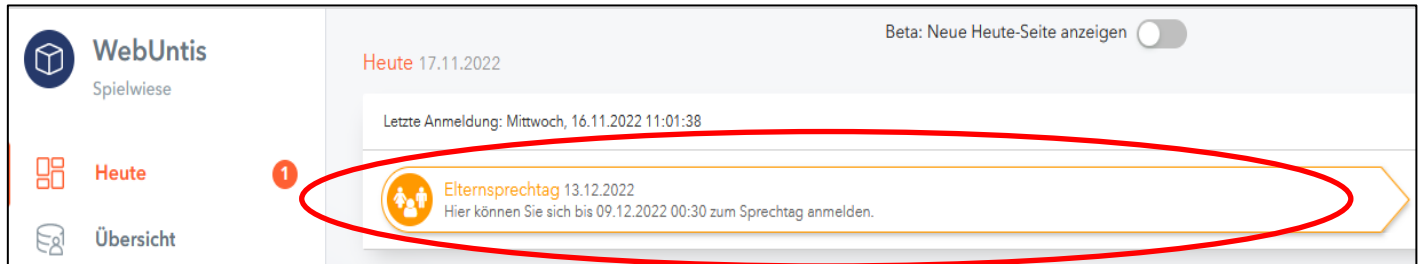 WebUntis
Spielwiese
Beta: Neue Heute-Seite anzeigen
Heute 17.11.2022
Letzte Anmeldung: Mittwoch, 16.11.2022 11:01:38
Heute 1
Elternsprechtag 13.12.2022
Hier können Sie sich bis 09.12.2022 00:30 zum Sprechtag anmelden.
Übersicht